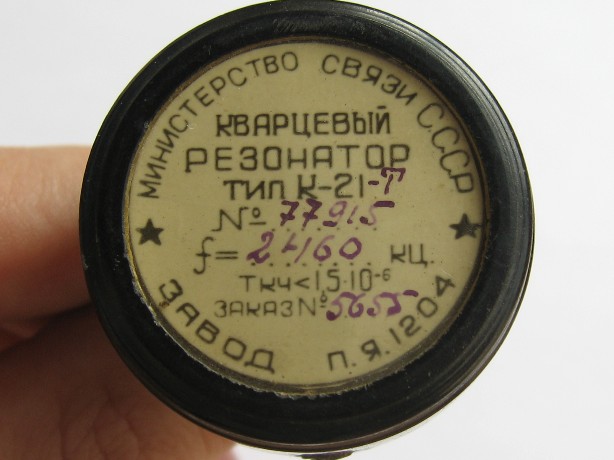 МИНИСТЕРСТВО СВЯЗИ СССР
КВАРЦЕВЫЙ
РЕЗОНАТОР
ТИП К-21-Т
№ 77915
f= 2460 КЦ.
ТКЧ<1,5·10⁻⁶
ЗАКАЗ № 5655
ЗАВОД П.Я.1204